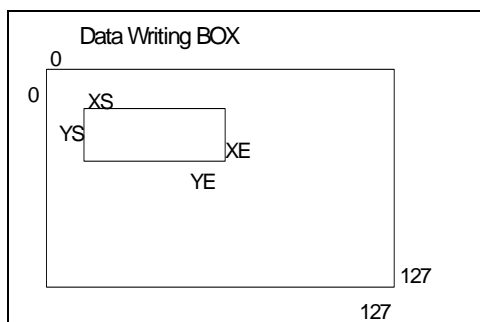 Data Writing BOX
0
0
XS
YS
XE
YE
127
127